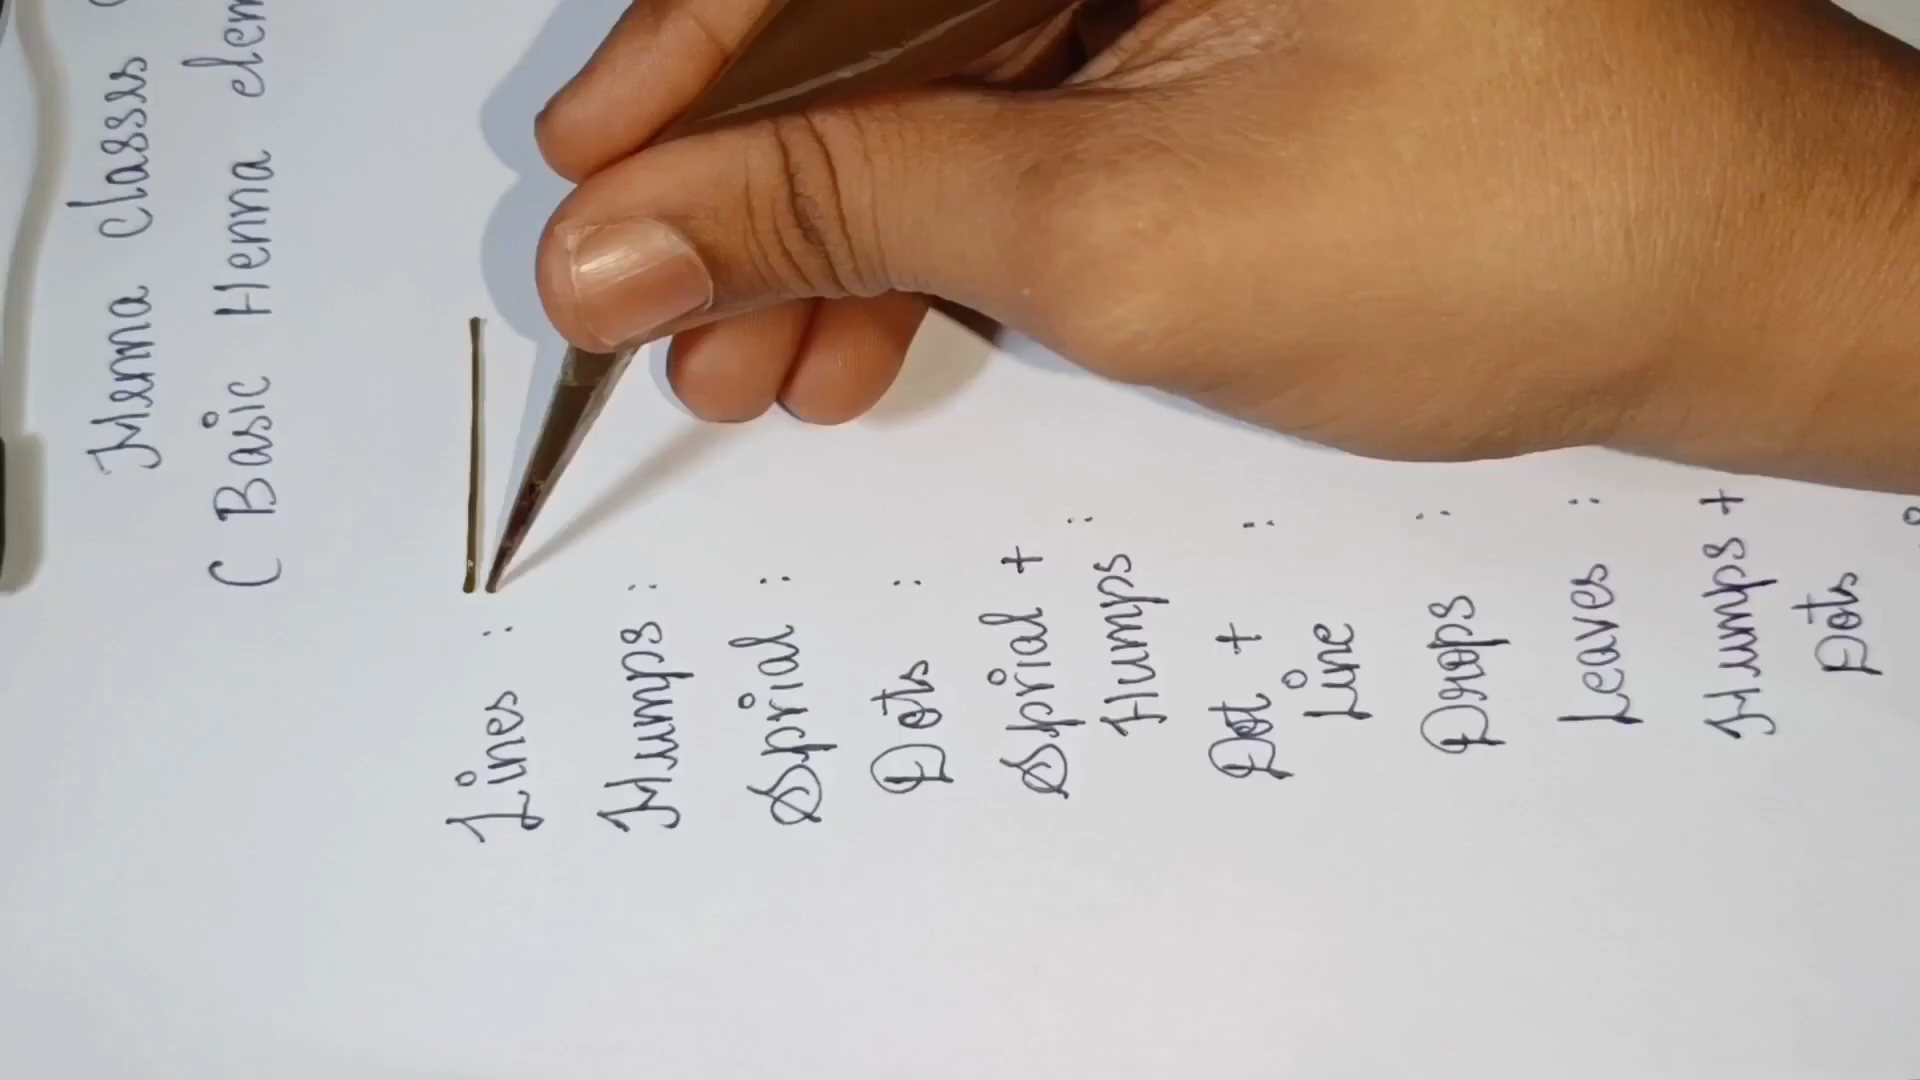 Henna classes (
( Basic Henna elem
Lines :
Humps :
Sprial :
Dots :
Sprial +
Humps :
Dot + :
Line
Drops :
Leaves :
Humps +
Dots